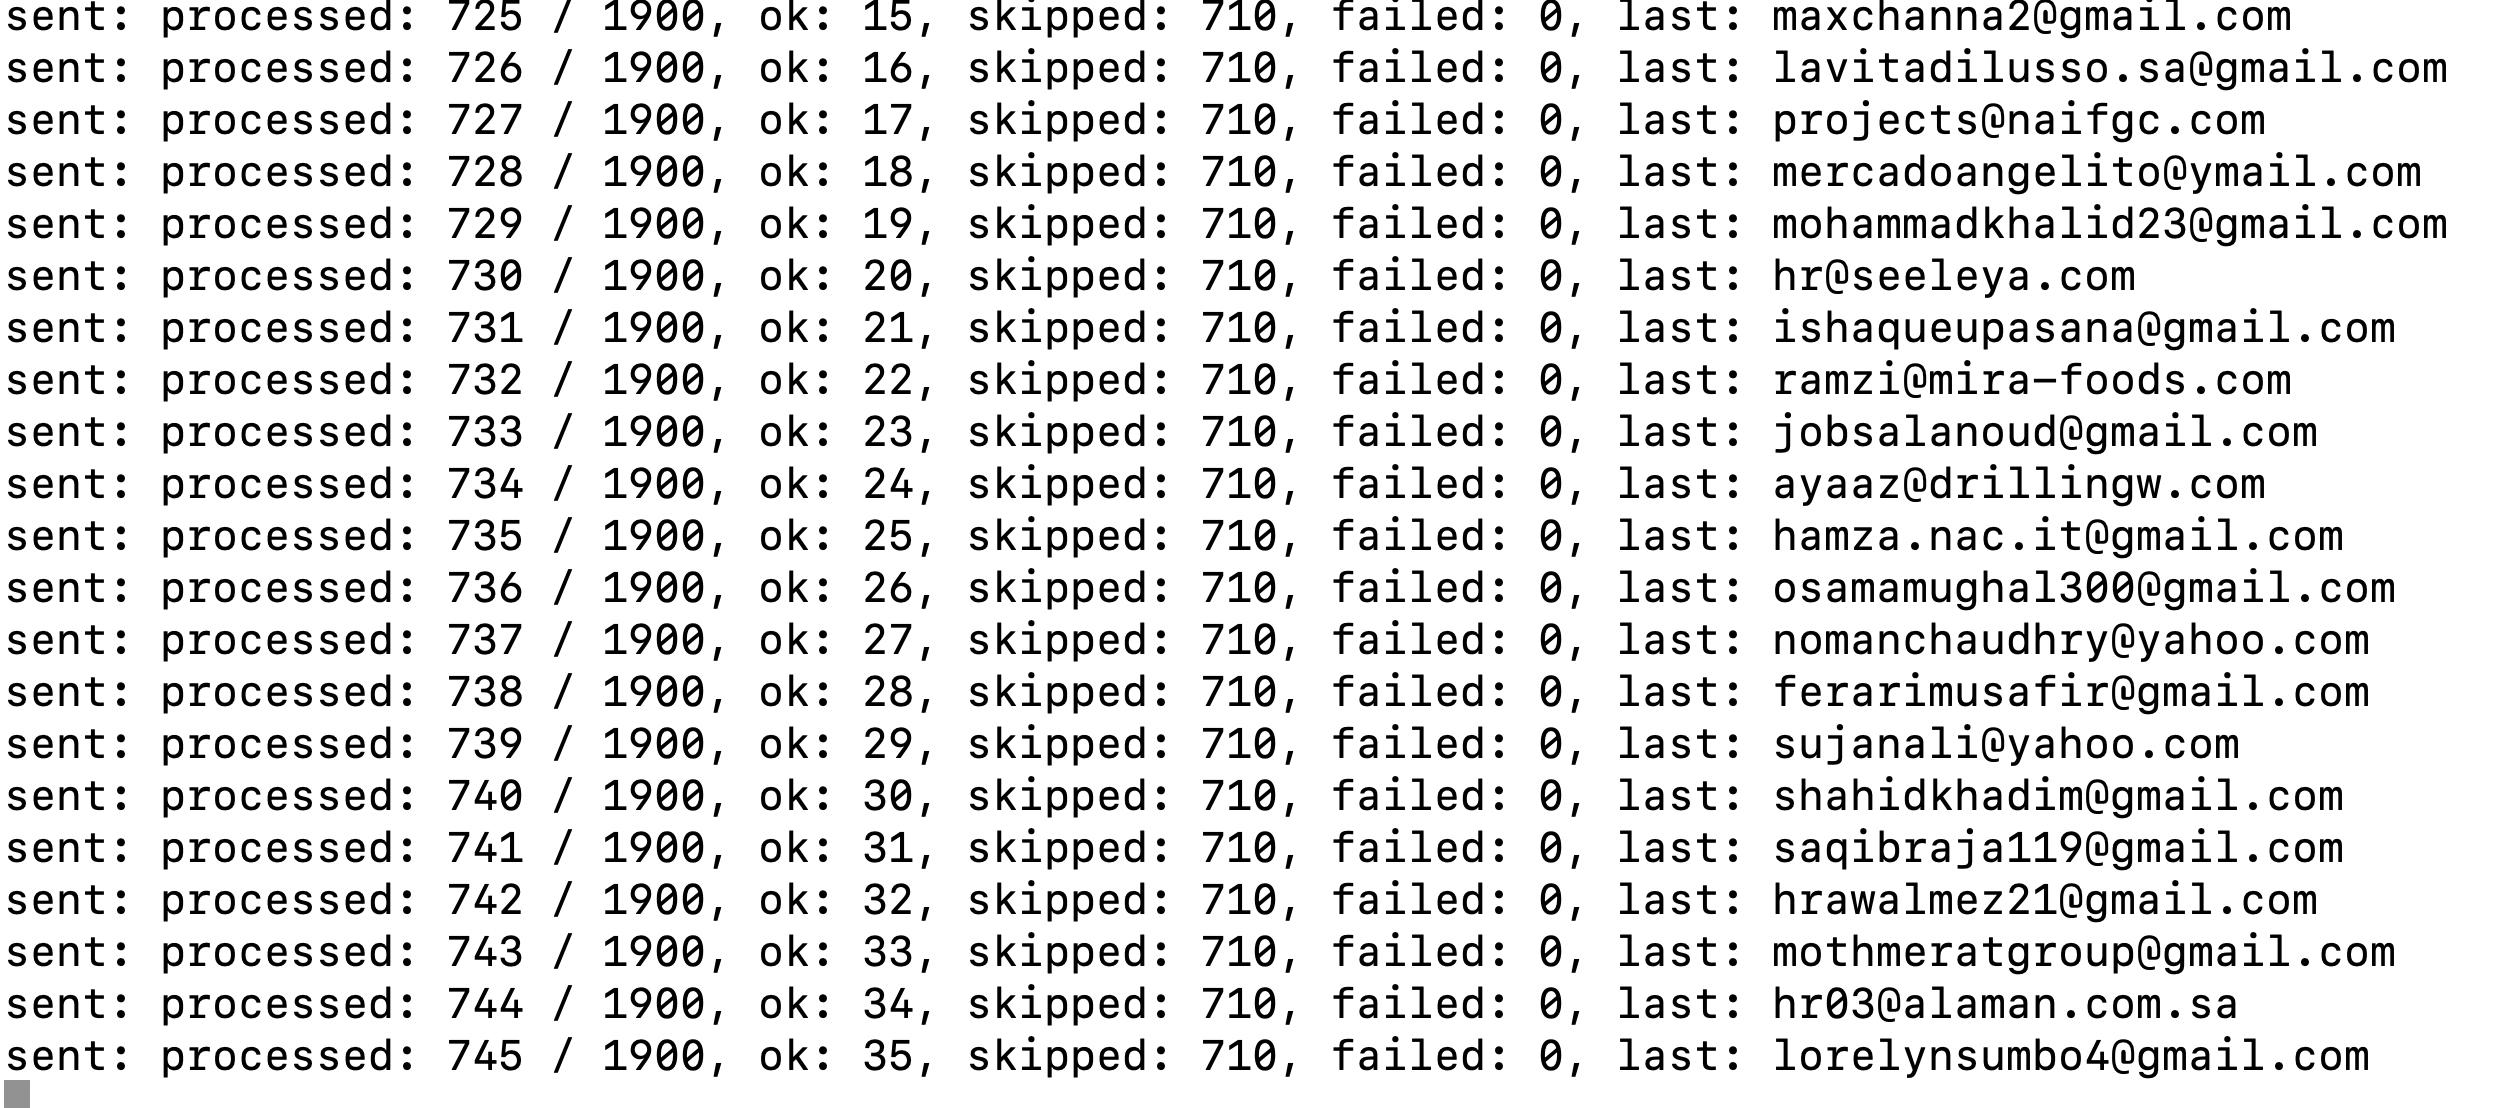 sent: processed: 725 / 1900, ok: 15, skipped: 710, failed: 0, last: maxchanna2@gmail.com
sent: processed: 726 / 1900, ok: 16, skipped: 710, failed: 0, last: lavitadilusso.sa@gmail.com
sent: processed: 727 / 1900, ok: 17, skipped: 710, failed: 0, last: projects@naifgc.com
sent: processed: 728 / 1900, ok: 18, skipped: 710, failed: 0, last: mercadoangelito@ymail.com
sent: processed: 729 / 1900, ok: 19, skipped: 710, failed: 0, last: mohammadkhalid23@gmail.com
sent: processed: 730 / 1900, ok: 20, skipped: 710, failed: 0, last: hr@seeleya.com
sent: processed: 731 / 1900, ok: 21, skipped: 710, failed: 0, last: ishaqueupasana@gmail.com
sent: processed: 732 / 1900, ok: 22, skipped: 710, failed: 0, last: ramzi@mira-foods.com
sent: processed: 733 / 1900, ok: 23, skipped: 710, failed: 0, last: jobsalanoud@gmail.com
sent: processed: 734 / 1900, ok: 24, skipped: 710, failed: 0, last: ayaaz@drillingw.com
sent: processed: 735 / 1900, ok: 25, skipped: 710, failed: 0, last: hamza.nac.it@gmail.com
sent: processed: 736 / 1900, ok: 26, skipped: 710, failed: 0, last: osamamughal300@gmail.com
sent: processed: 737 / 1900, ok: 27, skipped: 710, failed: 0, last: nomanchaudhry@yahoo.com
sent: processed: 738 / 1900, ok: 28, skipped: 710, failed: 0, last: ferarimusafir@gmail.com
sent: processed: 739 / 1900, ok: 29, skipped: 710, failed: 0, last: sujanali@yahoo.com
sent: processed: 740 / 1900, ok: 30, skipped: 710, failed: 0, last: shahidkhadim@gmail.com
sent: processed: 741 / 1900, ok: 31, skipped: 710, failed: 0, last: saqibraja119@gmail.com
sent: processed: 742 / 1900, ok: 32, skipped: 710, failed: 0, last: hrawalmez21@gmail.com
sent: processed: 743 / 1900, ok: 33, skipped: 710, failed: 0, last: mothmeratgroup@gmail.com
sent: processed: 744 / 1900, ok: 34, skipped: 710, failed: 0, last: hr03@alaman.com.sa
sent: processed: 745 / 1900, ok: 35, skipped: 710, failed: 0, last: lorelynsumbo4@gmail.com